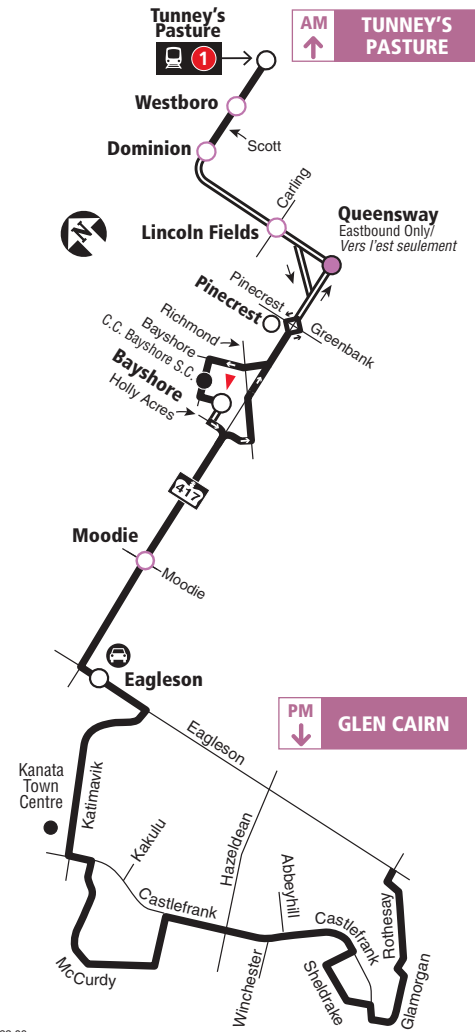 Tunney's
Pasture
1
AM
TUNNEY'S
PASTURE
Westboro
Scott
Dominion
Carling
Queensway
Eastbound Only/
Vers l'est seulement
Lincoln Fields
N
Pinecrest
Pinecrest
Greenbank
Richmond
Bayshore
C.C. Bayshore S.C.
Bayshore
Holly Acres
417
Moodie
Moodie
Eagleson
PM
GLEN CAIRN
Eagleson
Kanata
Town
Centre
Katimavik
Kakulu
Hazeldean
Abbeyhill
Castlefrank
Castlefrank
Rothesay
McCurdy
Winchester
Sheldrake
Glamorgan